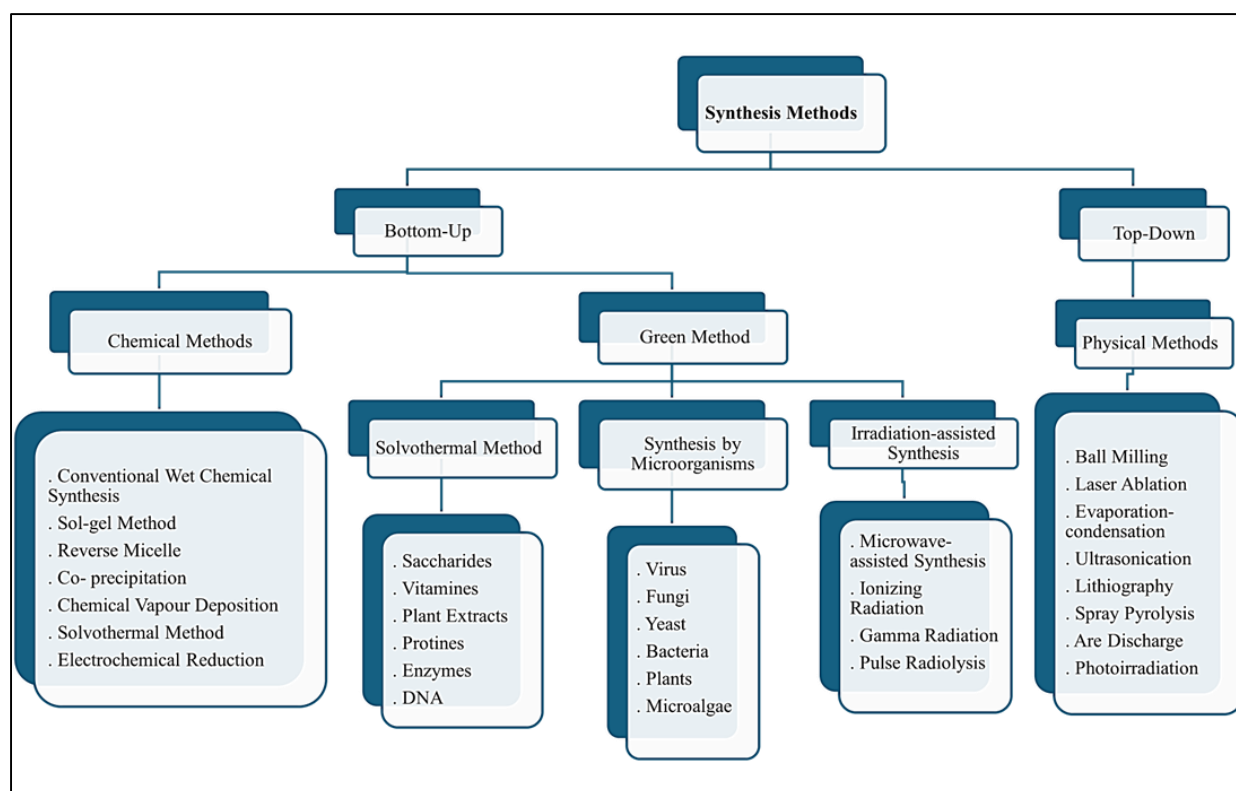 Synthesis Methods
Bottom-Up
Top-Down
Chemical Methods
Green Method
Physical Methods
Solvothermal Method
Synthesis by
Microorganisms
Irradiation-assisted
Synthesis
. Conventional Wet Chemical
Synthesis
. Sol-gel Method
. Reverse Micelle
. Co- precipitation
. Chemical Vapour Deposition
. Solvothermal Method
. Electrochemical Reduction
. Saccharides
. Vitamines
. Plant Extracts
. Protines
. Enzymes
. DNA
. Virus
. Fungi
. Yeast
. Bacteria
. Plants
. Microalgae
. Microwave-
assisted Synthesis
. Ionizing
Radiation
. Gamma Radiation
. Pulse Radiolysis
. Ball Milling
. Laser Ablation
. Evaporation-
condensation
. Ultrasonication
. Lithiography
. Spray Pyrolysis
. Are Discharge
. Photoirradiation